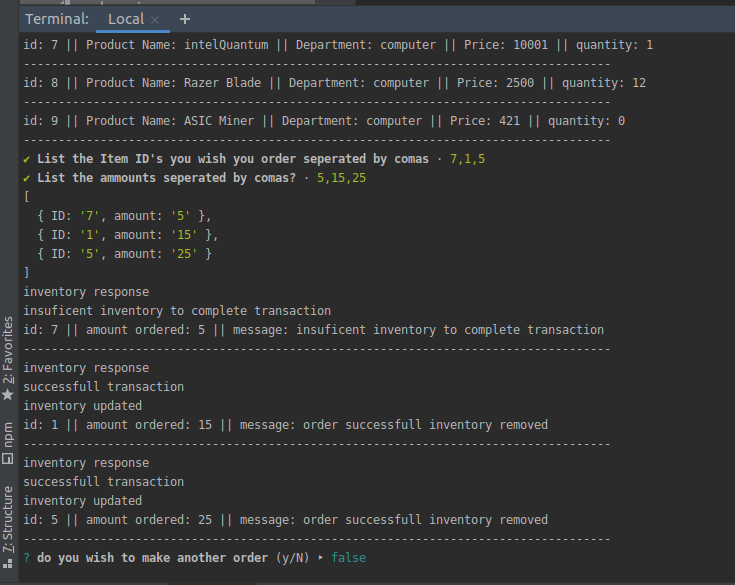 Terminal: Local × +
id: 7 || Product Name: intelQuantum || Department: computer || Price: 10001 || quantity: 1
-----------------------------------------------------------------------------------
id: 8 || Product Name: Razer Blade || Department: computer || Price: 2500 || quantity: 12
-----------------------------------------------------------------------------------
id: 9 || Product Name: ASIC Miner || Department: computer || Price: 421 || quantity: 0
-----------------------------------------------------------------------------------
✔ List the Item ID's you wish you order seperated by comas · 7,1,5
✔ List the ammounts seperated by comas? · 5,15,25
[
  { ID: '7', amount: '5' },
  { ID: '1', amount: '15' },
  { ID: '5', amount: '25' }
]
inventory response
insuficent inventory to complete transaction
id: 7 || amount ordered: 5 || message: insuficent inventory to complete transaction
-----------------------------------------------------------------------------------
inventory response
successfull transaction
inventory updated
id: 1 || amount ordered: 15 || message: order successfull inventory removed
-----------------------------------------------------------------------------------
inventory response
successfull transaction
inventory updated
id: 5 || amount ordered: 25 || message: order successfull inventory removed
-----------------------------------------------------------------------------------
? do you wish to make another order (y/N) ‣ false
2: Favorites
npm
7: Structure